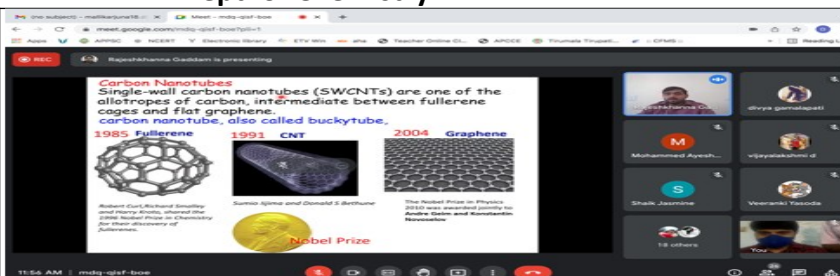 (no subject) - mallikarjuna18
Meet - mdq-qisf-boe
meet.google.com/mdq-qisf-boe?pli=1
Apps
APPSC
NCERT
Electronic library
ETV Win
aha
Teacher Online Cl...
APCCE
Tirumala Tirupati...
CFMS
Reading L
REC
Rajeshkhanna Gaddam is presenting
Carbon Nanotubes
Single-wall carbon nanotubes (SWCNTs) are one of the
allotropes of carbon, intermediate between fullerene
cages and flat graphene.
carbon nanotube, also called buckytube,
1985 Fullerene
1991 CNT
2004 Graphene
Robert Curl, Richard Smalley
and Harry Kroto, shared the
1996 Nobel Prize in Chemistry
for their discovery of
fullerenes.
Sumio Iijima and Donald S Bethune
The Nobel Prize in Physics
2010 was awarded jointly to
Andre Geim and Konstantin
Novoselov
Nobel Prize
divya gamalapati
M
Mohammed Ayesh...
vijayalakshmi d
S
Shaik Jasmine
Veeranki Yasoda
18 others
You
11:56 AM | mdq-qisf-boe